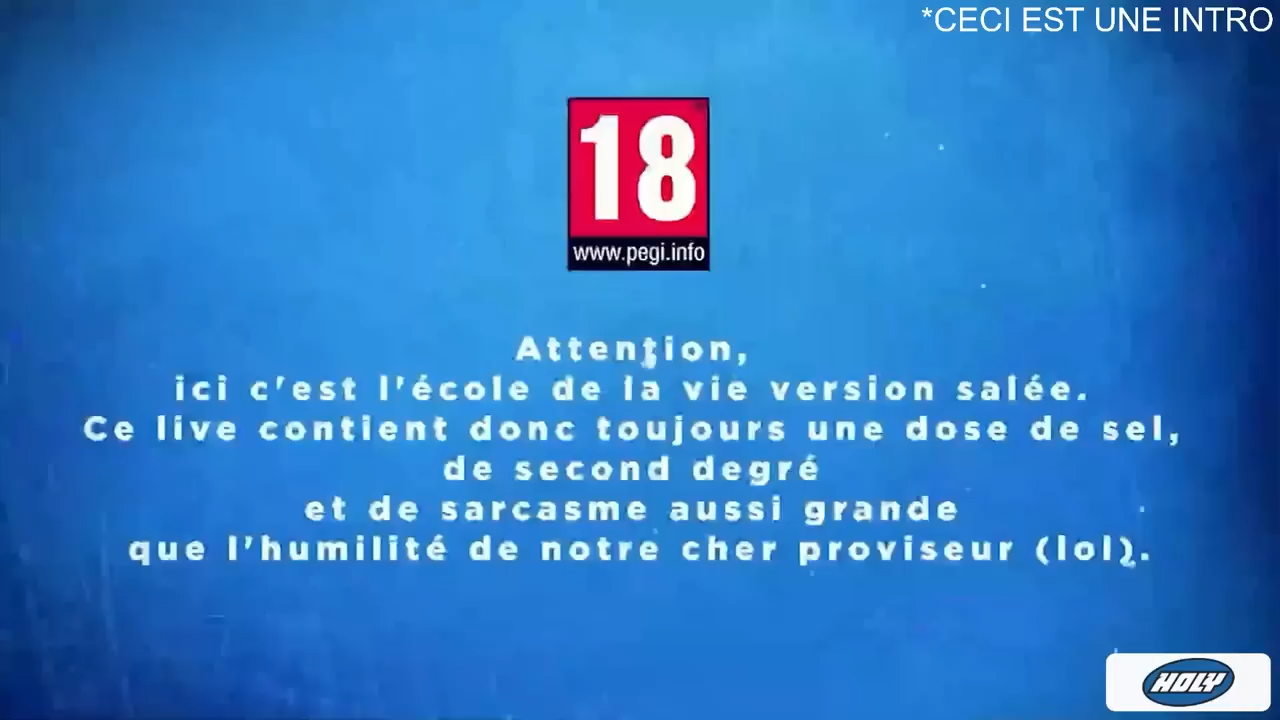 *CECI EST UNE INTRO
18
www.pegi.info
Attention,
ici c'est l'école de la vie version salée.
Ce live contient donc toujours une dose de sel,
de second degré
et de sarcasme aussi grande
que l'humilité de notre cher proviseur (lol).
HOLY